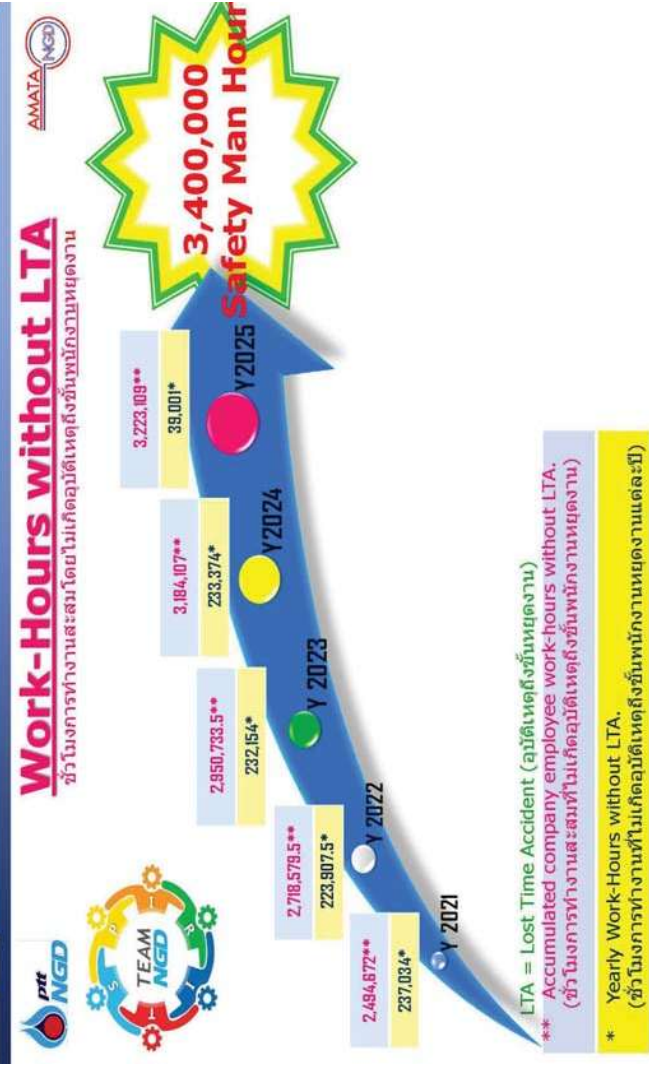 ptt
NGD
Work-Hours without LTA
ชั่วโมงการทำงานสะสมโดยไม่เกิดอุบัติเหตุถึงขั้นพนักงานหยุดงาน
AMATA
NGD
S P I R I T
TEAM
NGD
2,494,672**
237,034*
Y 2021
2,718,579.5**
223,907.5*
Y 2022
2,950,733.5**
232,154*
Y 2023
3,184,107**
233,374*
Y2024
3,223,109**
39,001*
Y2025
3,400,000
Safety Man Hour
LTA = Lost Time Accident (อุบัติเหตุถึงขั้นหยุดงาน)
** Accumulated company employee work-hours without LTA.
(ชั่วโมงการทำงานสะสมที่ไม่เกิดอุบัติเหตุถึงขั้นพนักงานหยุดงาน)
* Yearly Work-Hours without LTA.
(ชั่วโมงการทำงานที่ไม่เกิดอุบัติเหตุถึงขั้นพนักงานหยุดงานแต่ละปี)